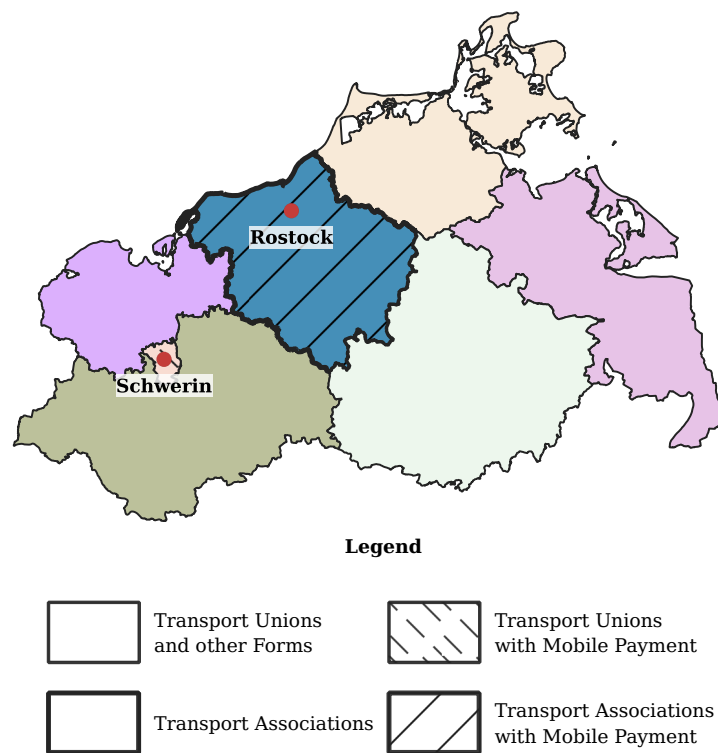 Rostock
Schwerin
Legend
Transport Unions
and other Forms
Transport Unions
with Mobile Payment
Transport Associations
Transport Associations
with Mobile Payment